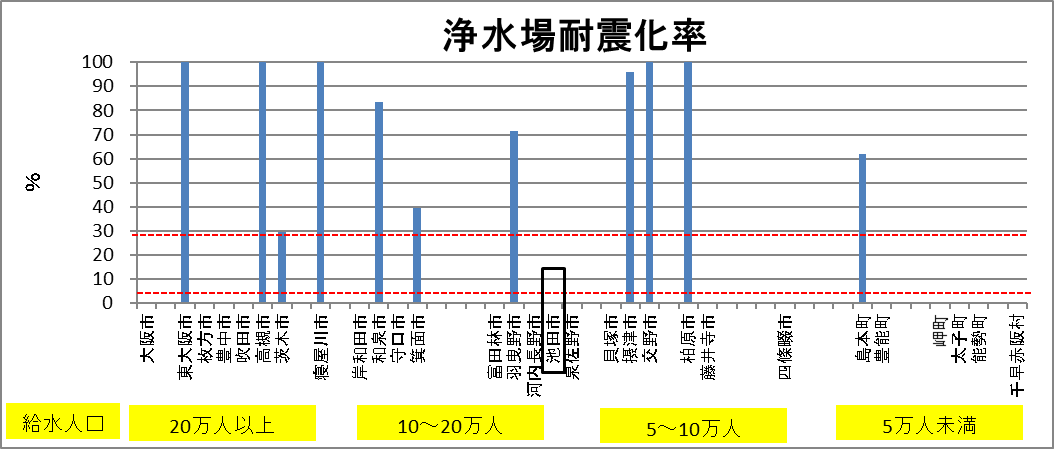 浄水場耐震化率
%
100
90
80
70
60
50
40
30
20
10
0
大阪市
東大阪市
枚方市
豊中市
吹田市
高槻市
茨木市
寝屋川市
岸和田市
和泉市
守口市
箕面市
富田林市
羽曳野市
河内長野市
池田市
泉佐野市
貝塚市
摂津市
交野市
柏原市
藤井寺市
四條畷市
島本町
豊能町
岬町
太子町
能勢町
千早赤阪村
給水人口
20万人以上
10～20万人
5～10万人
5万人未満